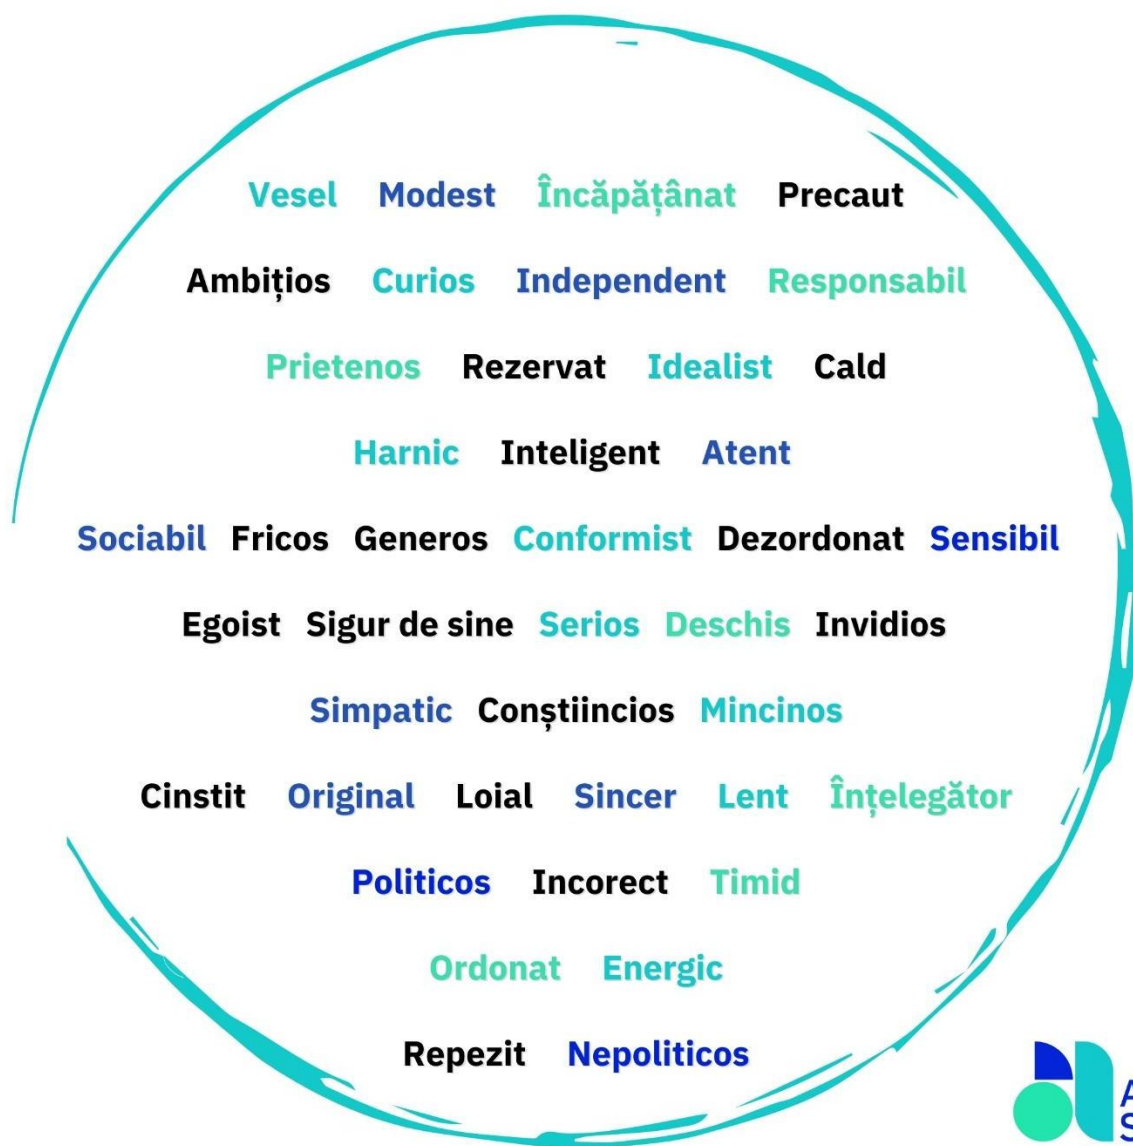 Vesel Modest Încăpățânat Precaut
Ambițios Curios Independent Responsabil
Prietenos Rezervat Idealist Cald
Harnic Inteligent Atent
Sociabil Fricos Generos Conformist Dezordonat Sensibil
Egoist Sigur de sine Serios Deschis Invidios
Simpatic Conștiincios Mincinos
Cinstit Original Loial Sincer Lent Înțelegător
Politicos Incorect Timid
Ordonat Energic
Repezit Nepoliticos